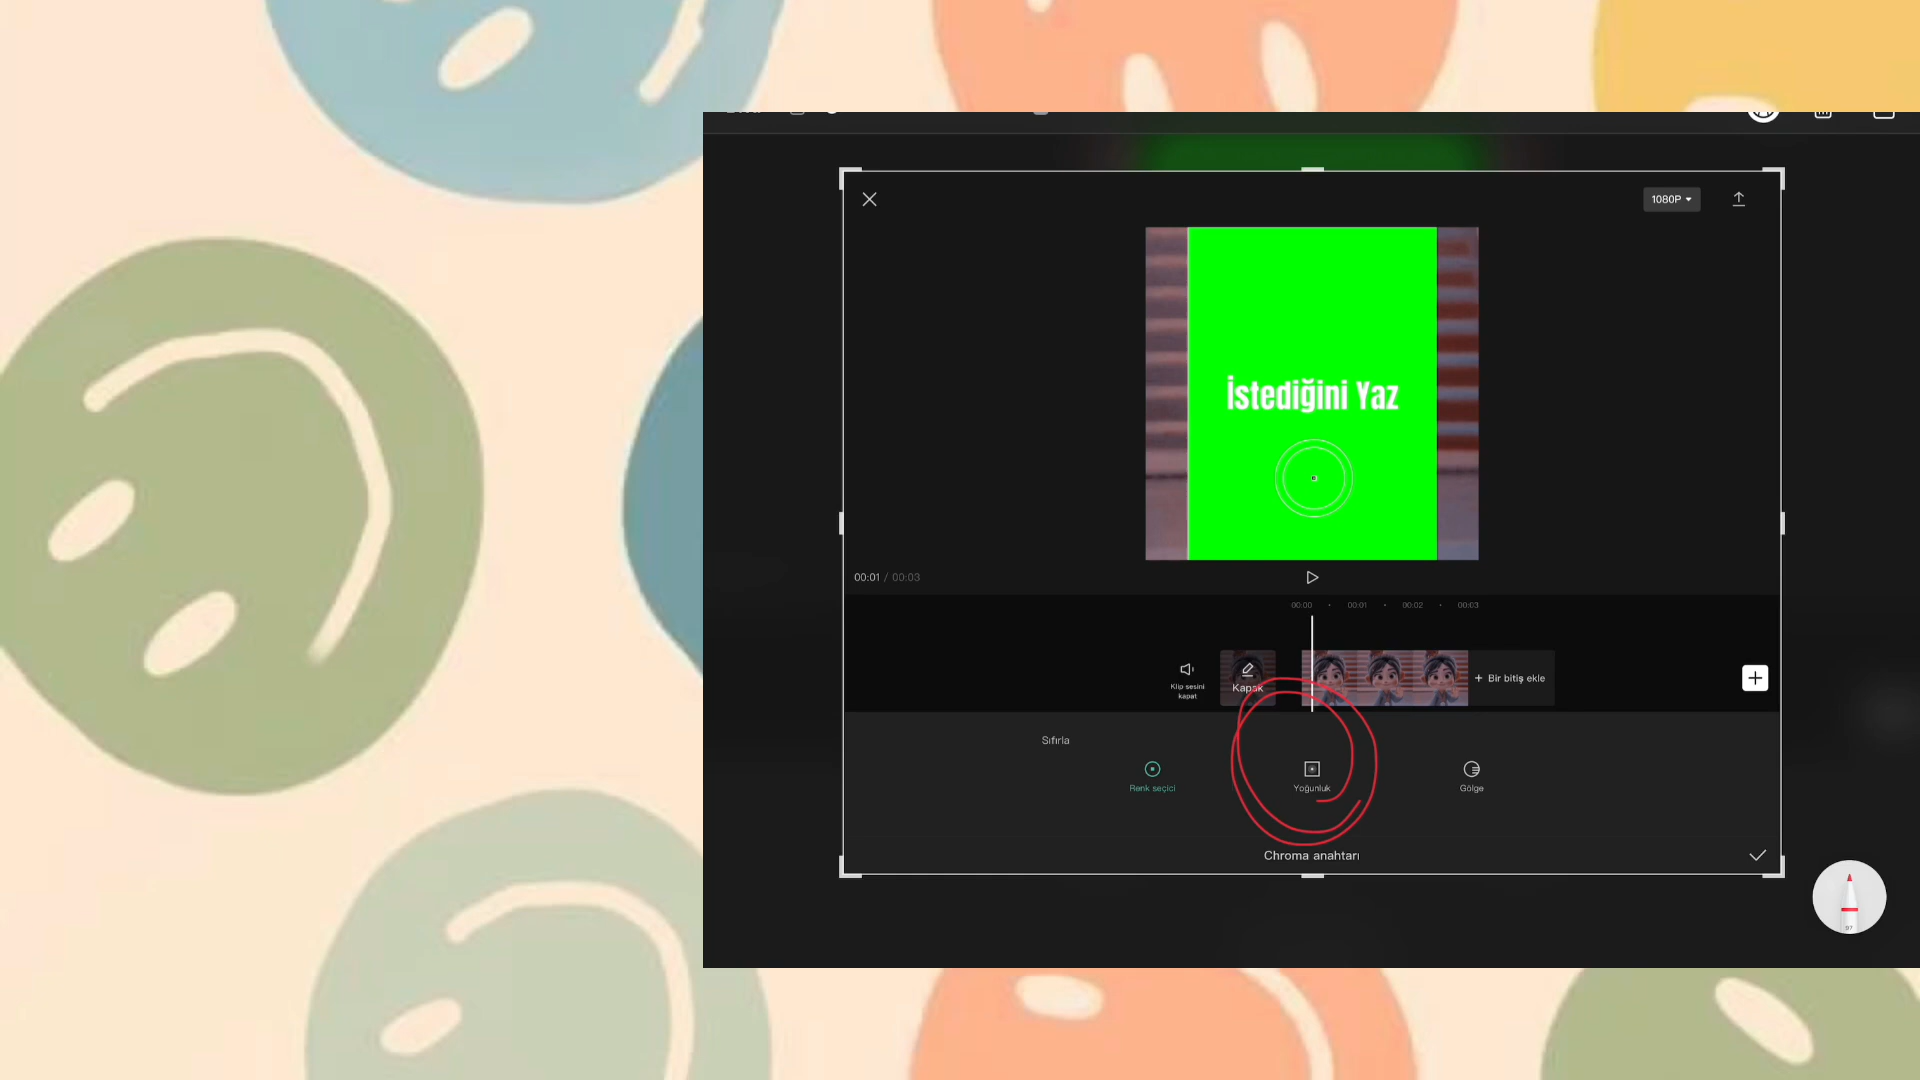 1080P
İstediğini Yaz
00:01 / 00:03
00:00 00:01 00:02 00:03
Klip sesini
kapat
Kapak
+ Bir bitiş ekle
Sıfırla
Renk seçici
Yoğunluk
Gölge
Chroma anahtarı
97